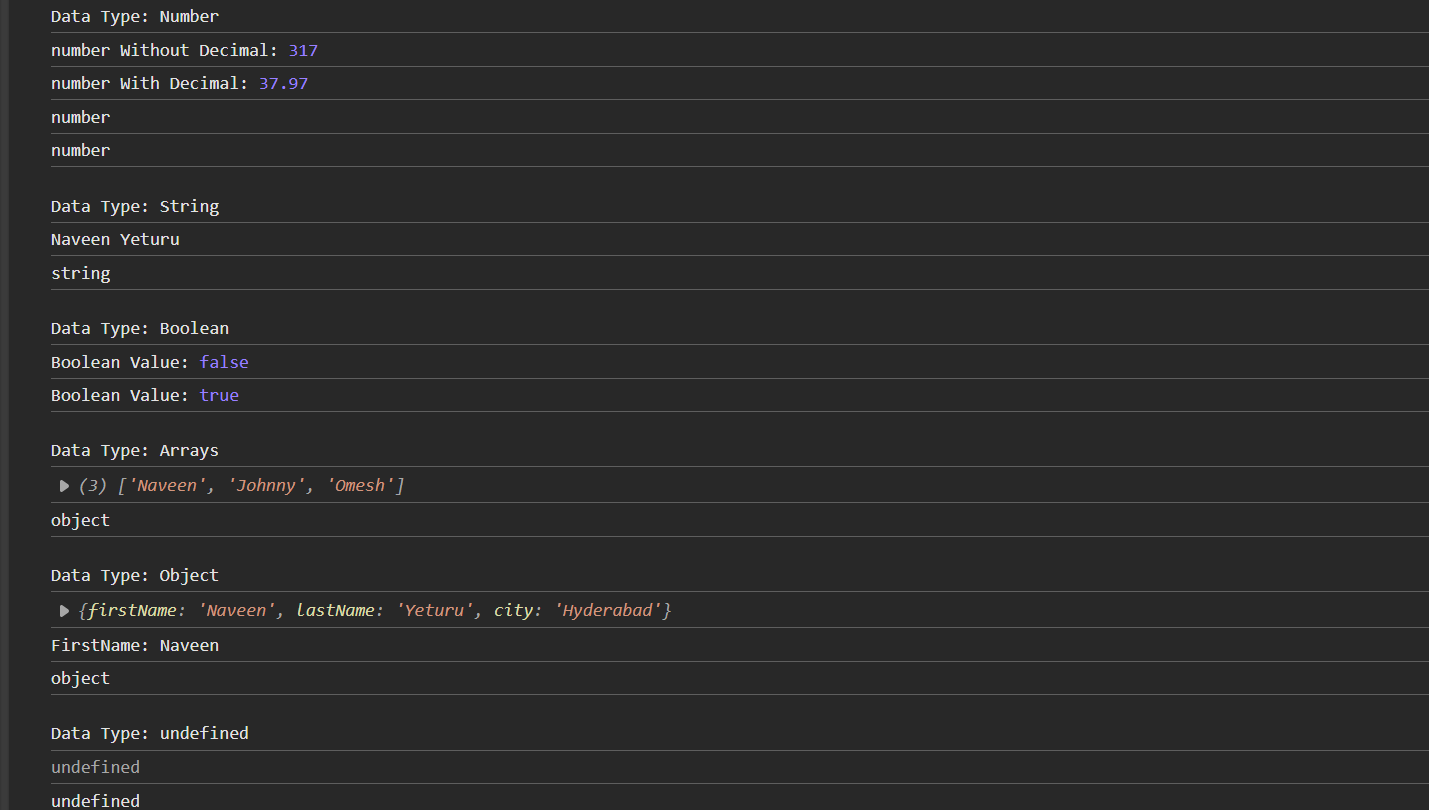 Data Type: Number
number Without Decimal: 317
number With Decimal: 37.97
number
number
Data Type: String
Naveen Yeturu
string
Data Type: Boolean
Boolean Value: false
Boolean Value: true
Data Type: Arrays
(3) ['Naveen', 'Johnny', 'Omesh']
object
Data Type: Object
{firstName: 'Naveen', lastName: 'Yeturu', city: 'Hyderabad'}
FirstName: Naveen
object
Data Type: undefined
undefined
undefined